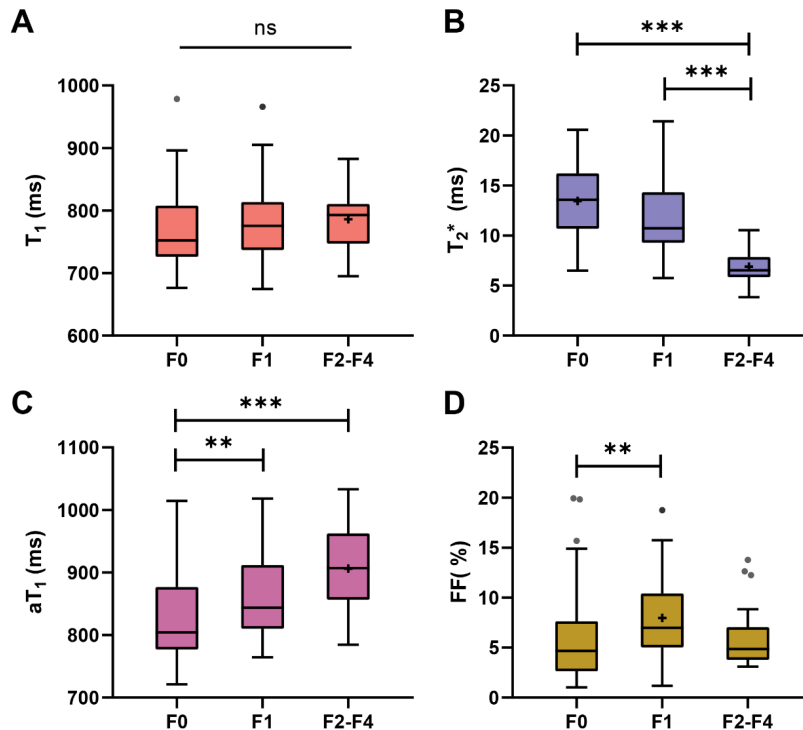 A
ns
T1 (ms)
1000
900
800
700
600
F0 F1 F2-F4
B
***
***
T2* (ms)
25
20
15
10
5
0
F0 F1 F2-F4
C
***
**
aT1 (ms)
1100
1000
900
800
700
F0 F1 F2-F4
D
**
FF( %)
25
20
15
10
5
0
F0 F1 F2-F4